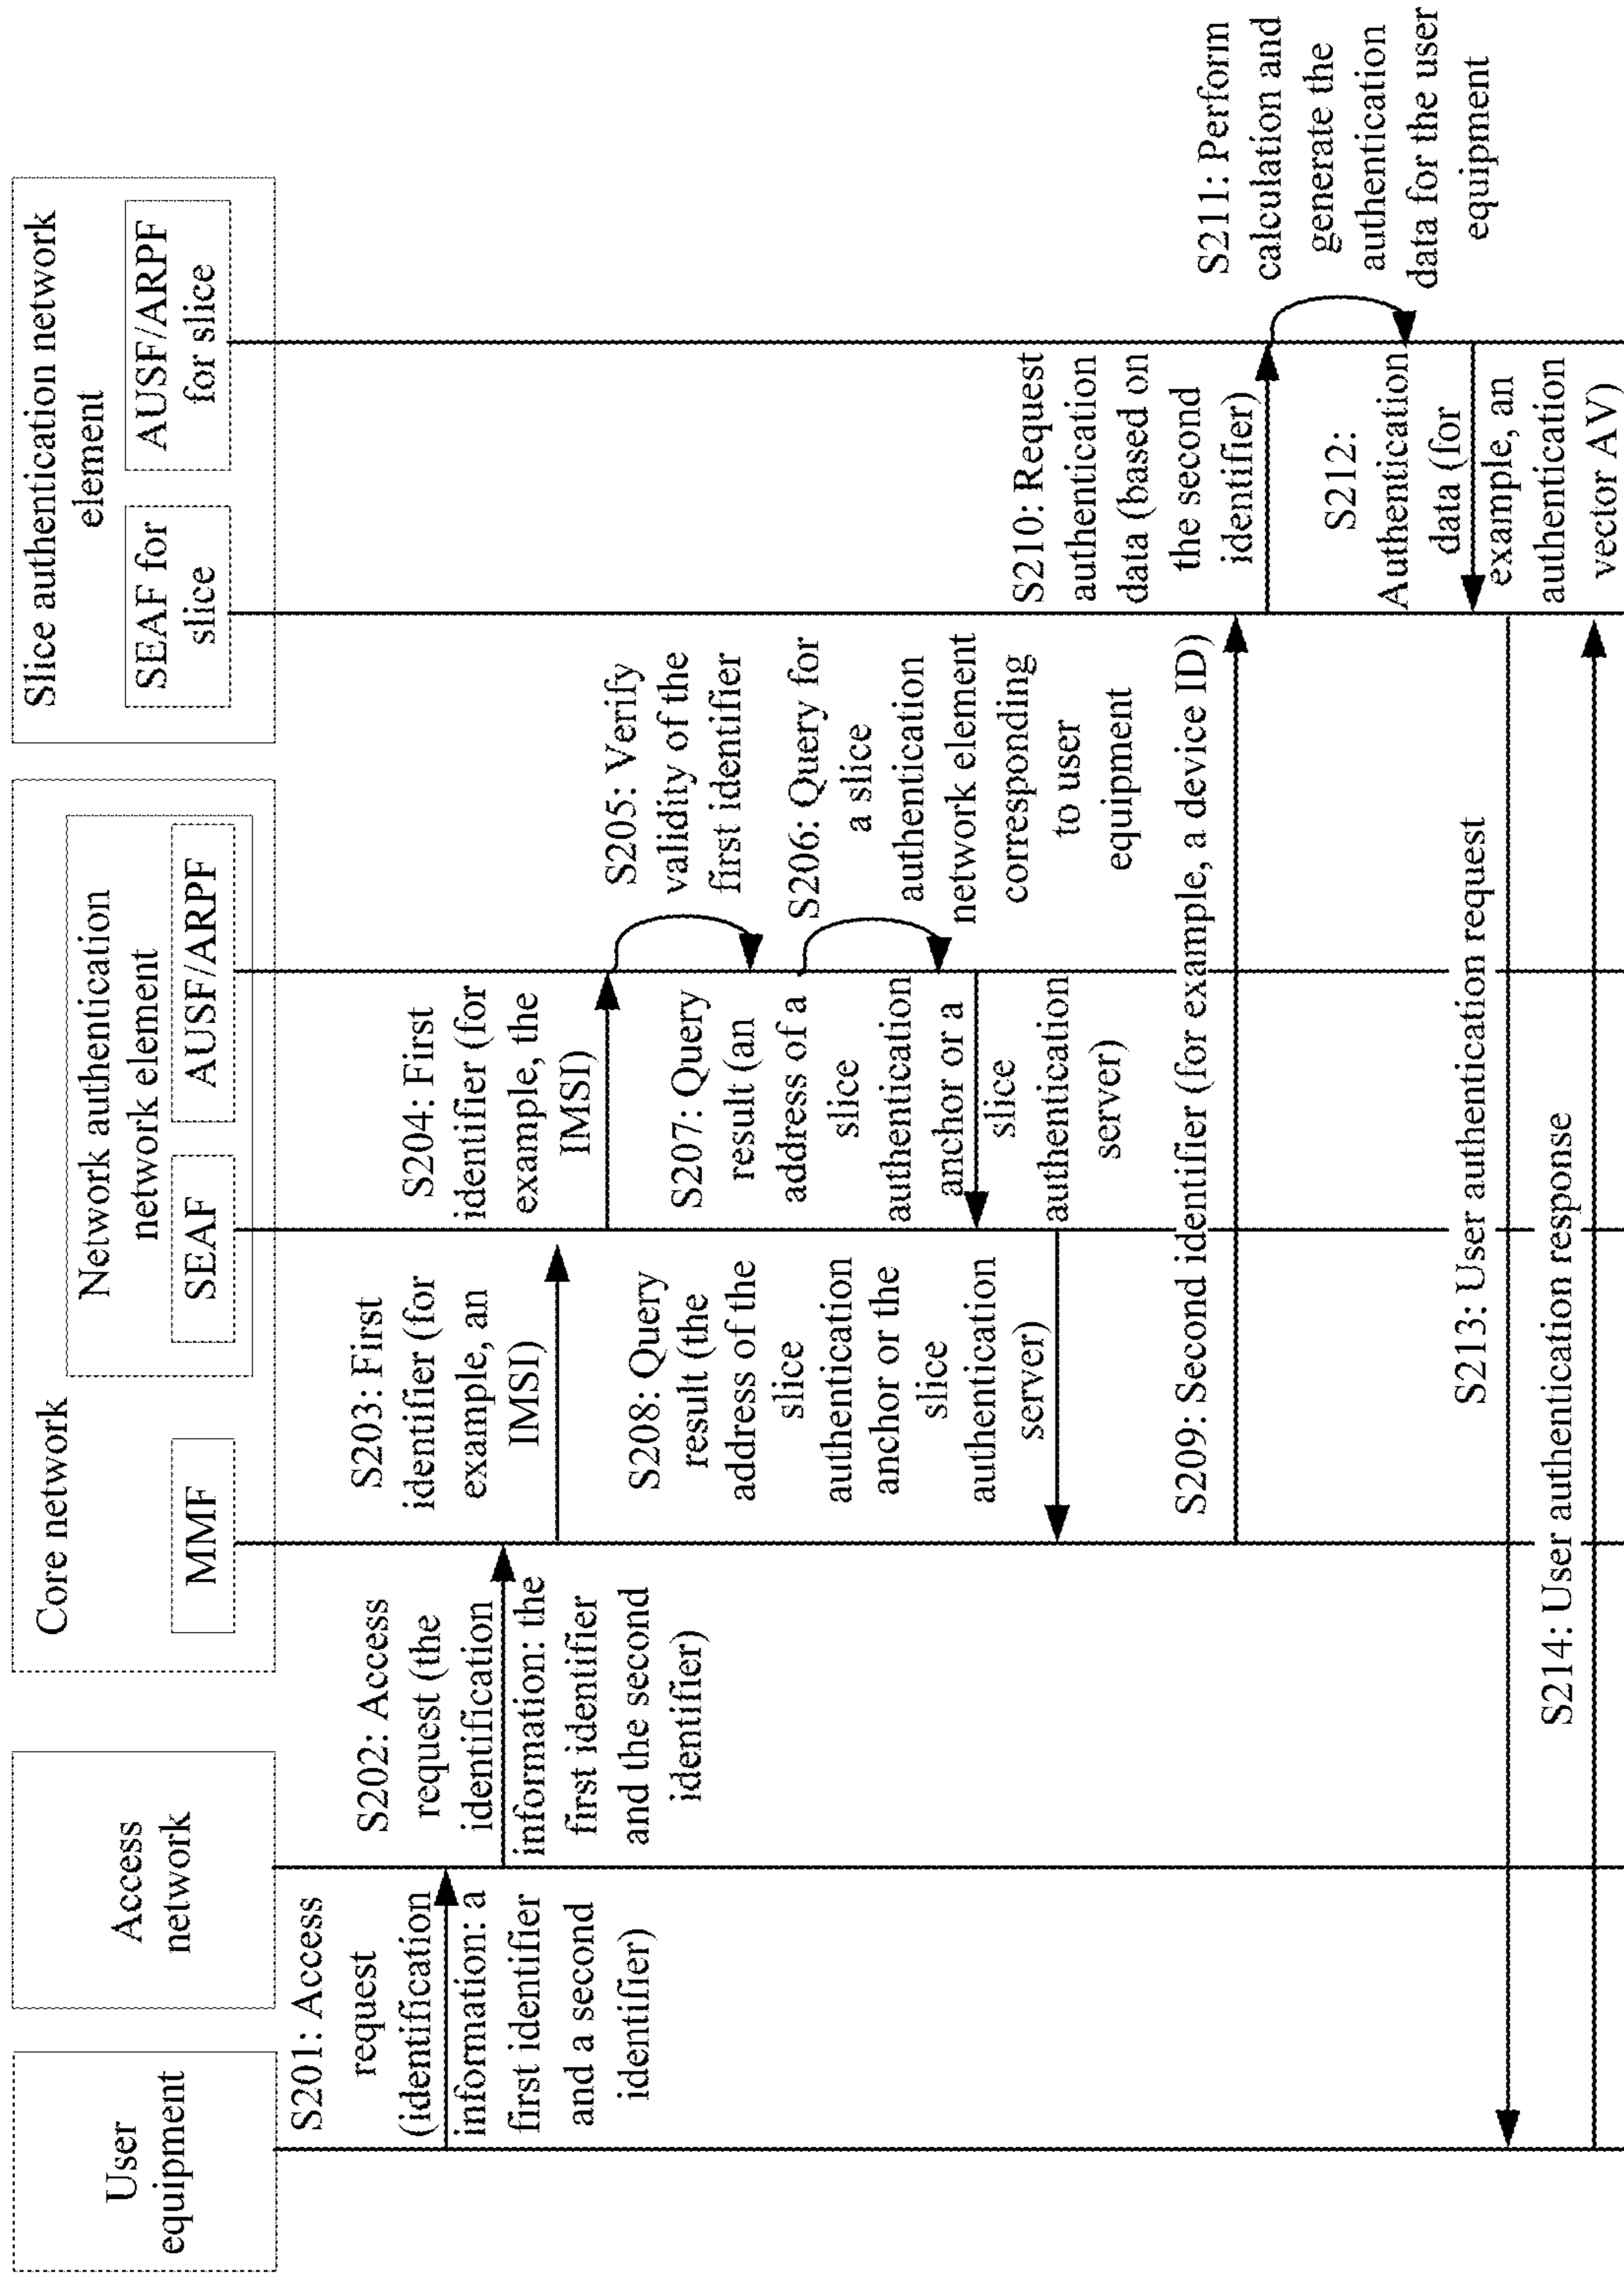 User
equipment
Access
network
Core network
MMF
Network authentication
network element
SEAF
AUSF/ARPF
Slice authentication network
element
SEAF for
slice
AUSF/ARPF
for slice
S201: Access
request
(identification
information: a
first identifier
and a second
identifier)
S202: Access
request (the
identification
information: the
first identifier
and the second
identifier)
S203: First
identifier (for
example, an
IMSI)
S204: First
identifier (for
example, the
IMSI)
S205: Verify
validity of the
first identifier
S206: Query for
a slice
authentication
network element
corresponding
to user
equipment
S207: Query
result (an
address of a
slice
authentication
anchor or a
slice
authentication
server)
S208: Query
result (the
address of the
slice
authentication
anchor or the
slice
authentication
server)
S209: Second identifier (for example, a device ID)
S210: Request
authentication
data (based on
the second
identifier)
S211: Perform
calculation and
generate the
authentication
data for the user
equipment
S212:
Authentication
data (for
example, an
authentication
vector AV)
S213: User authentication request
S214: User authentication response